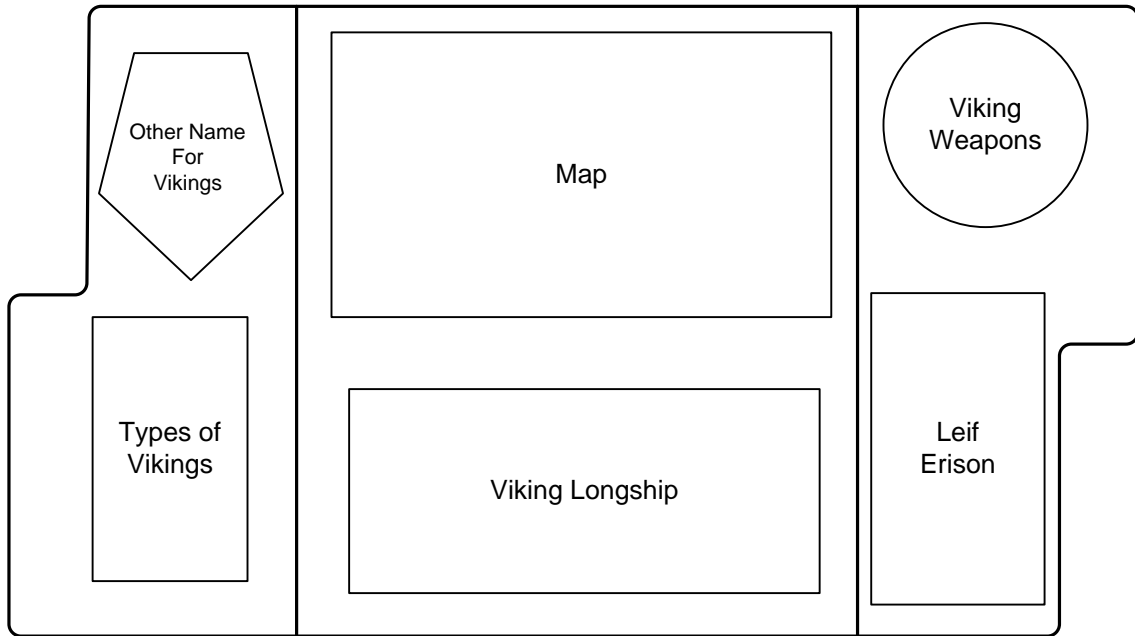 Other Name
For
Vikings
Types of
Vikings
Map
Viking Longship
Viking
Weapons
Leif
Erison